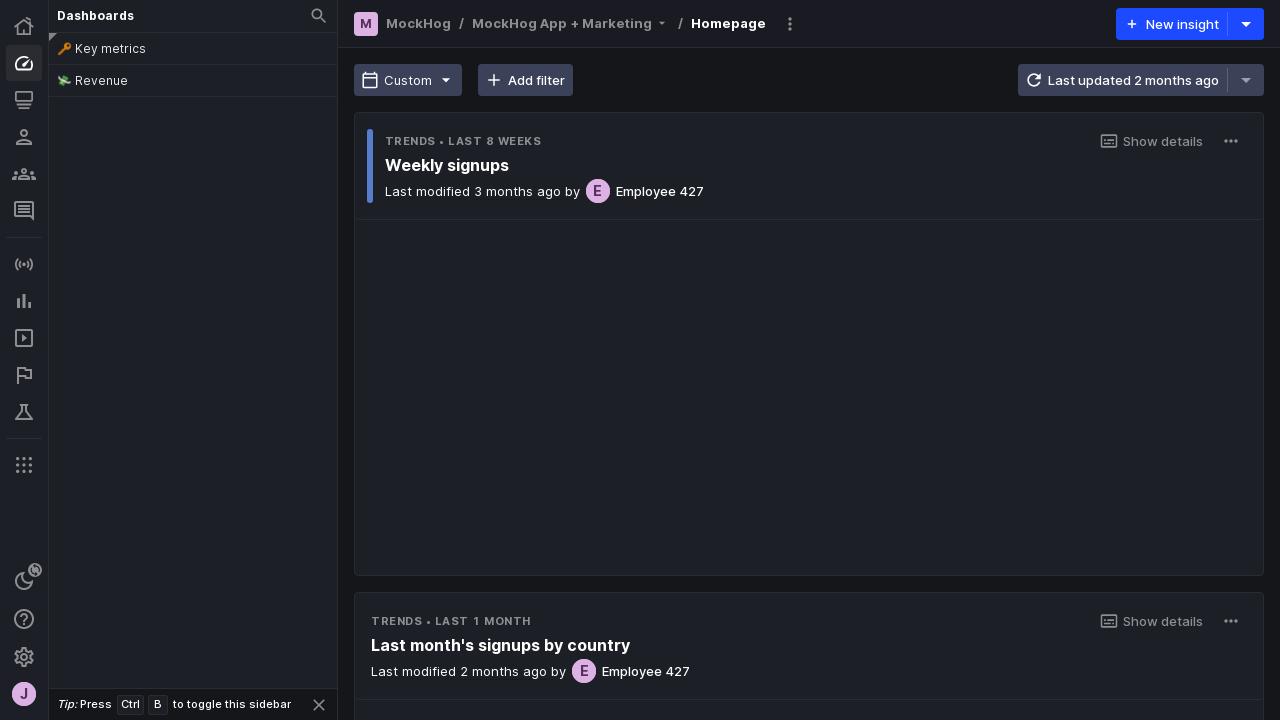 Dashboards
🔑 Key metrics
💸 Revenue
Tip: Press Ctrl B to toggle this sidebar
J
M MockHog / MockHog App + Marketing / Homepage
New insight
Custom
Add filter
Last updated 2 months ago
TRENDS • LAST 8 WEEKS
Show details
Weekly signups
Last modified 3 months ago by E Employee 427
TRENDS • LAST 1 MONTH
Show details
Last month's signups by country
Last modified 2 months ago by E Employee 427